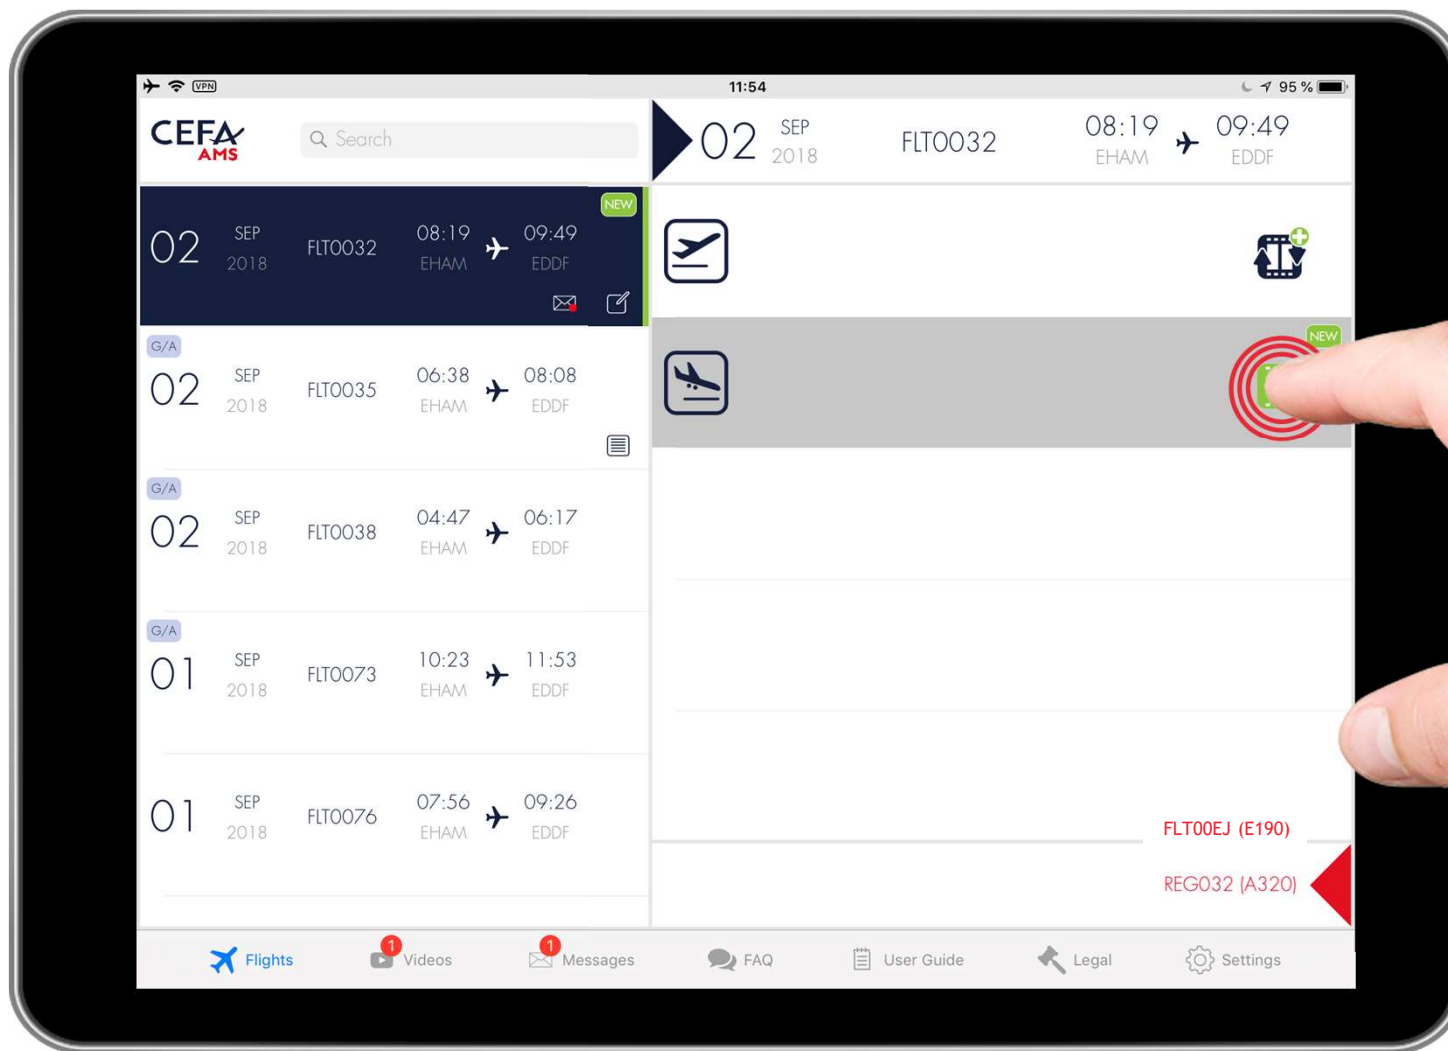 VPN
11:54
95 %
CEFA
AMS
Search
02 SEP 2018 FLT0032 08:19 EHAM 09:49 EDDF
NEW
02 SEP 2018 FLT0032 08:19 EHAM 09:49 EDDF
NEW
G/A
02 SEP 2018 FLT0035 06:38 EHAM 08:08 EDDF
G/A
02 SEP 2018 FLT0038 04:47 EHAM 06:17 EDDF
G/A
01 SEP 2018 FLT0073 10:23 EHAM 11:53 EDDF
01 SEP 2018 FLT0076 07:56 EHAM 09:26 EDDF
FLT00EJ (E190)
REG032 (A320)
Flights
1
Videos
1
Messages
FAQ
User Guide
Legal
Settings